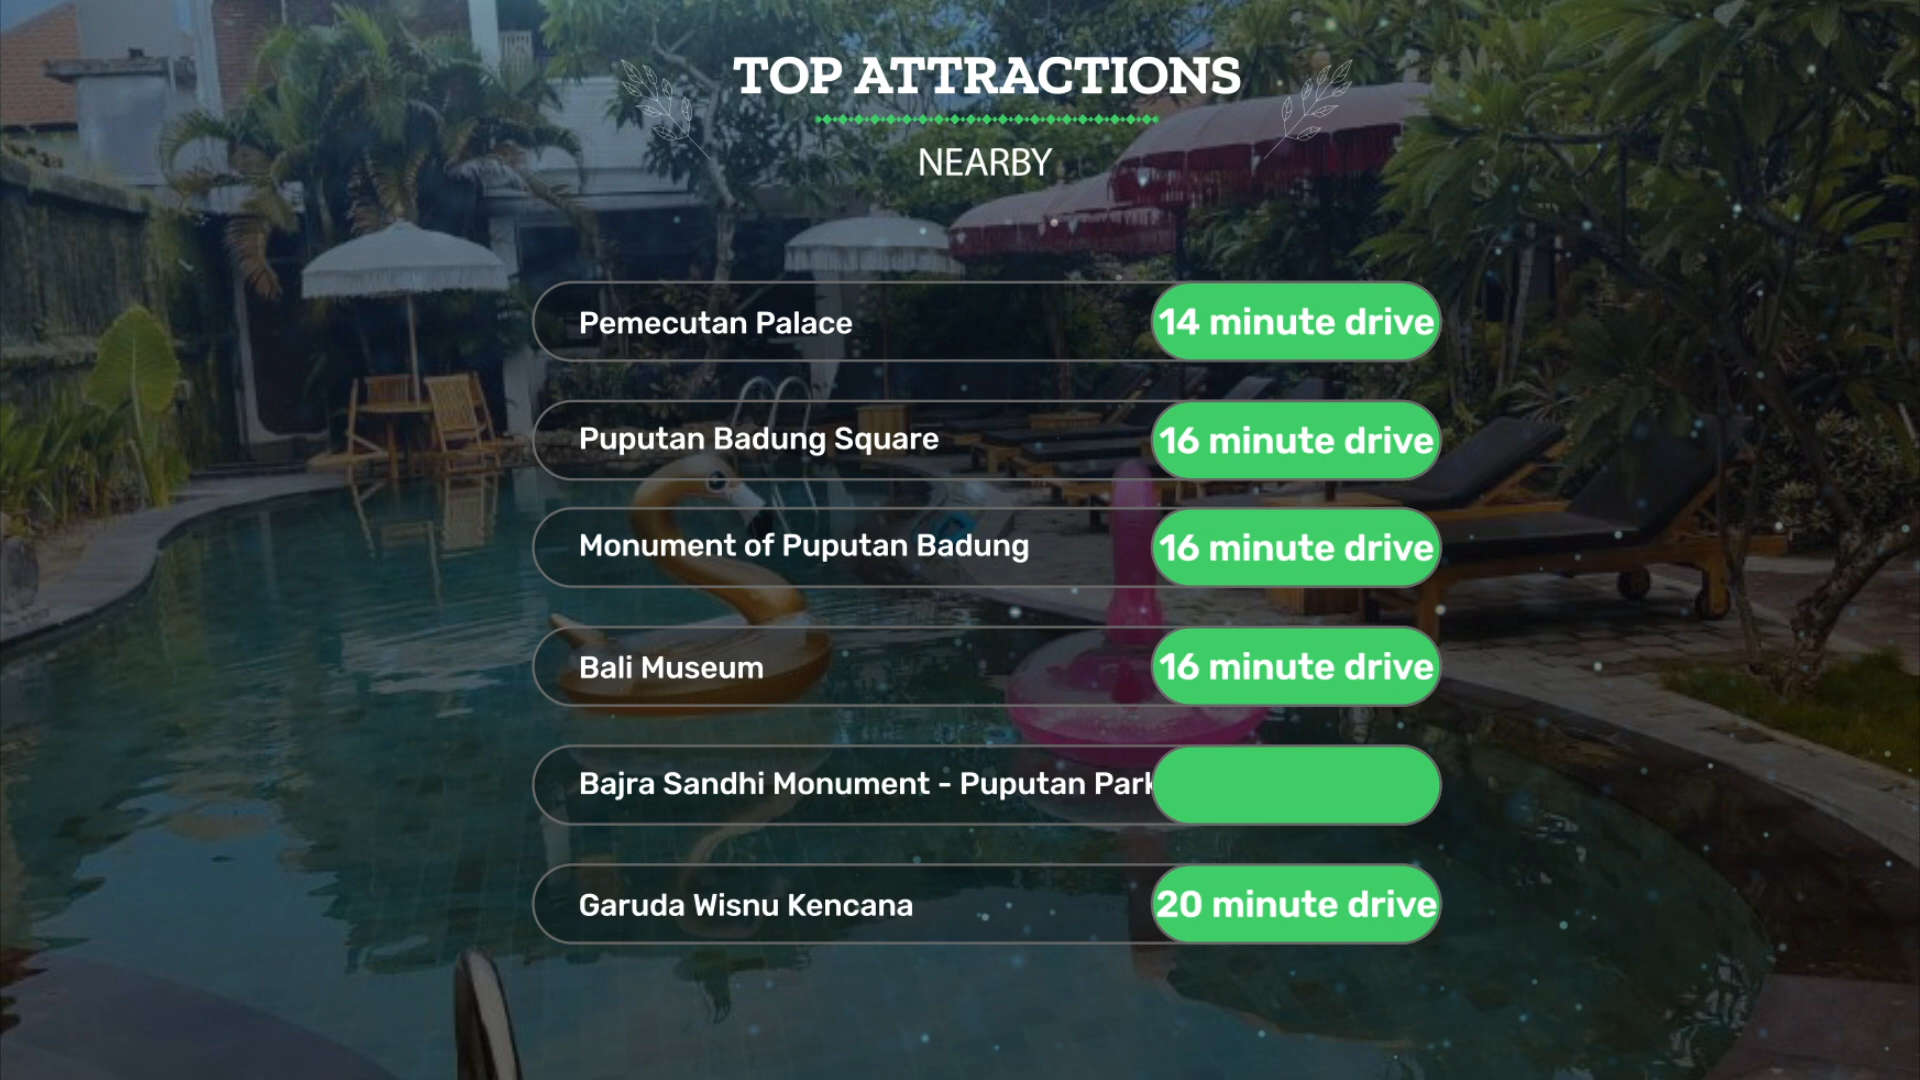 TOP ATTRACTIONS
NEARBY
Pemecutan Palace 14 minute drive
Puputan Badung Square 16 minute drive
Monument of Puputan Badung 16 minute drive
Bali Museum 16 minute drive
Bajra Sandhi Monument - Puputan Park
Garuda Wisnu Kencana 20 minute drive